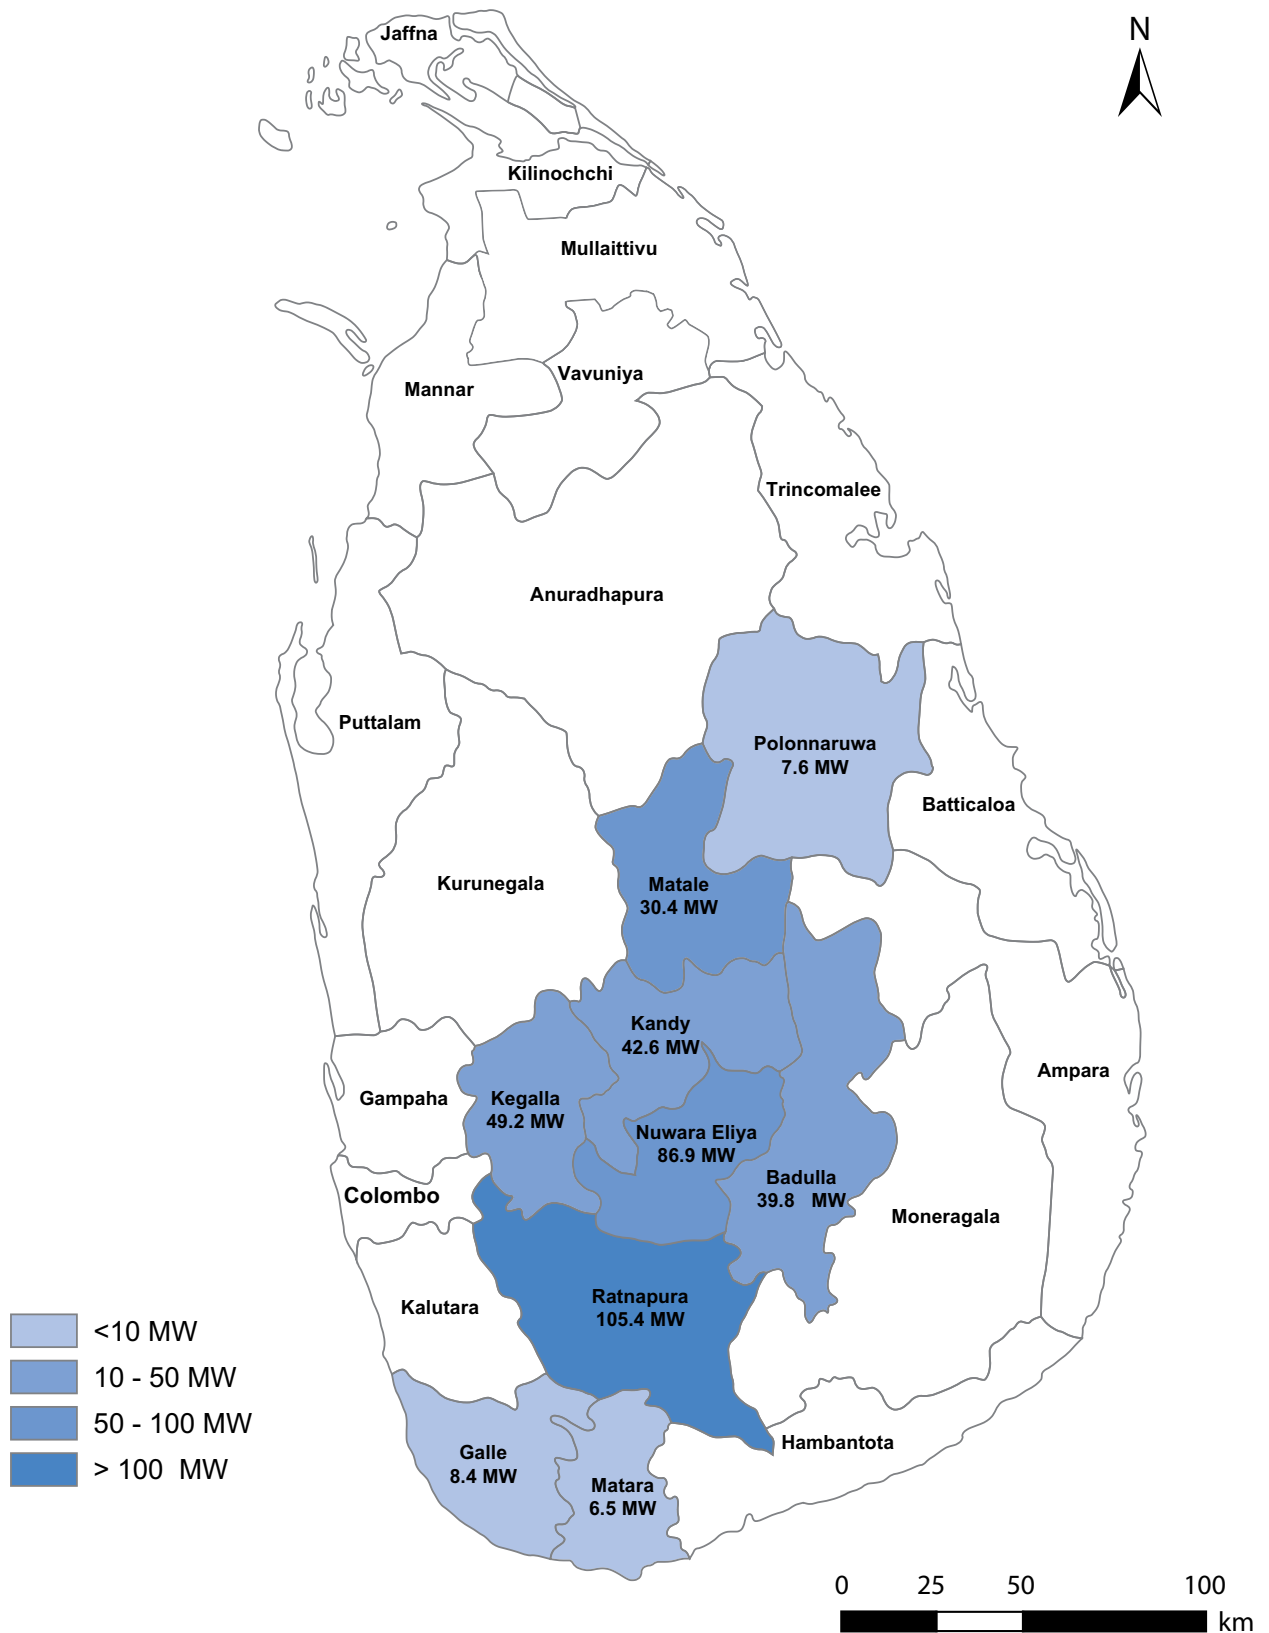 Jaffna
N
Kilinochchi
Mullaittivu
Vavuniya
Mannar
Trincomalee
Anuradhapura
Puttalam
Polonnaruwa
7.6 MW
Batticaloa
Kurunegala
Matale
30.4 MW
Kandy
42.6 MW
Ampara
Gampaha
Kegalla
49.2 MW
Nuwara Eliya
86.9 MW
Badulla
39.8 MW
Colombo
Moneragala
Ratnapura
105.4 MW
Kalutara
<10 MW
10 - 50 MW
50 - 100 MW
> 100 MW
Hambantota
Galle
8.4 MW
Matara
6.5 MW
0 25 50 100
km